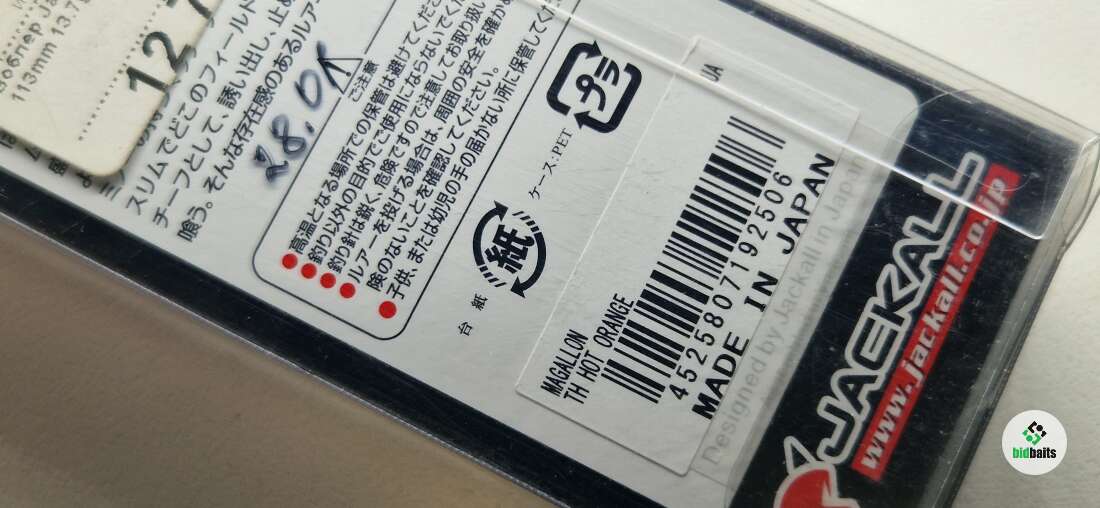 113mm 13.7g
12
スリムでどこのフィールド
チーフとして、誘い出し、止め
喰う。そんな存在感のあるルアー
28.01
ご注意
高温となる場所での保管は避けてくださ
釣り以外の目的でご使用にならないでくだ
釣り針は鋭く、危険ですので注意してお取り扱い
ルアーを投げる場合は、周囲の安全を確かめ
険のないことを確認してください。
子供、または幼児の手の届かない所に保管してくだ
プラ
ケース:PET
紙
台紙
UA
MAGALLON
TH HOT ORANGE
4525807192506
MADE IN JAPAN
Designed by Jackall in Japan
JACKALL
www.jackall.co.jp
bidbaits